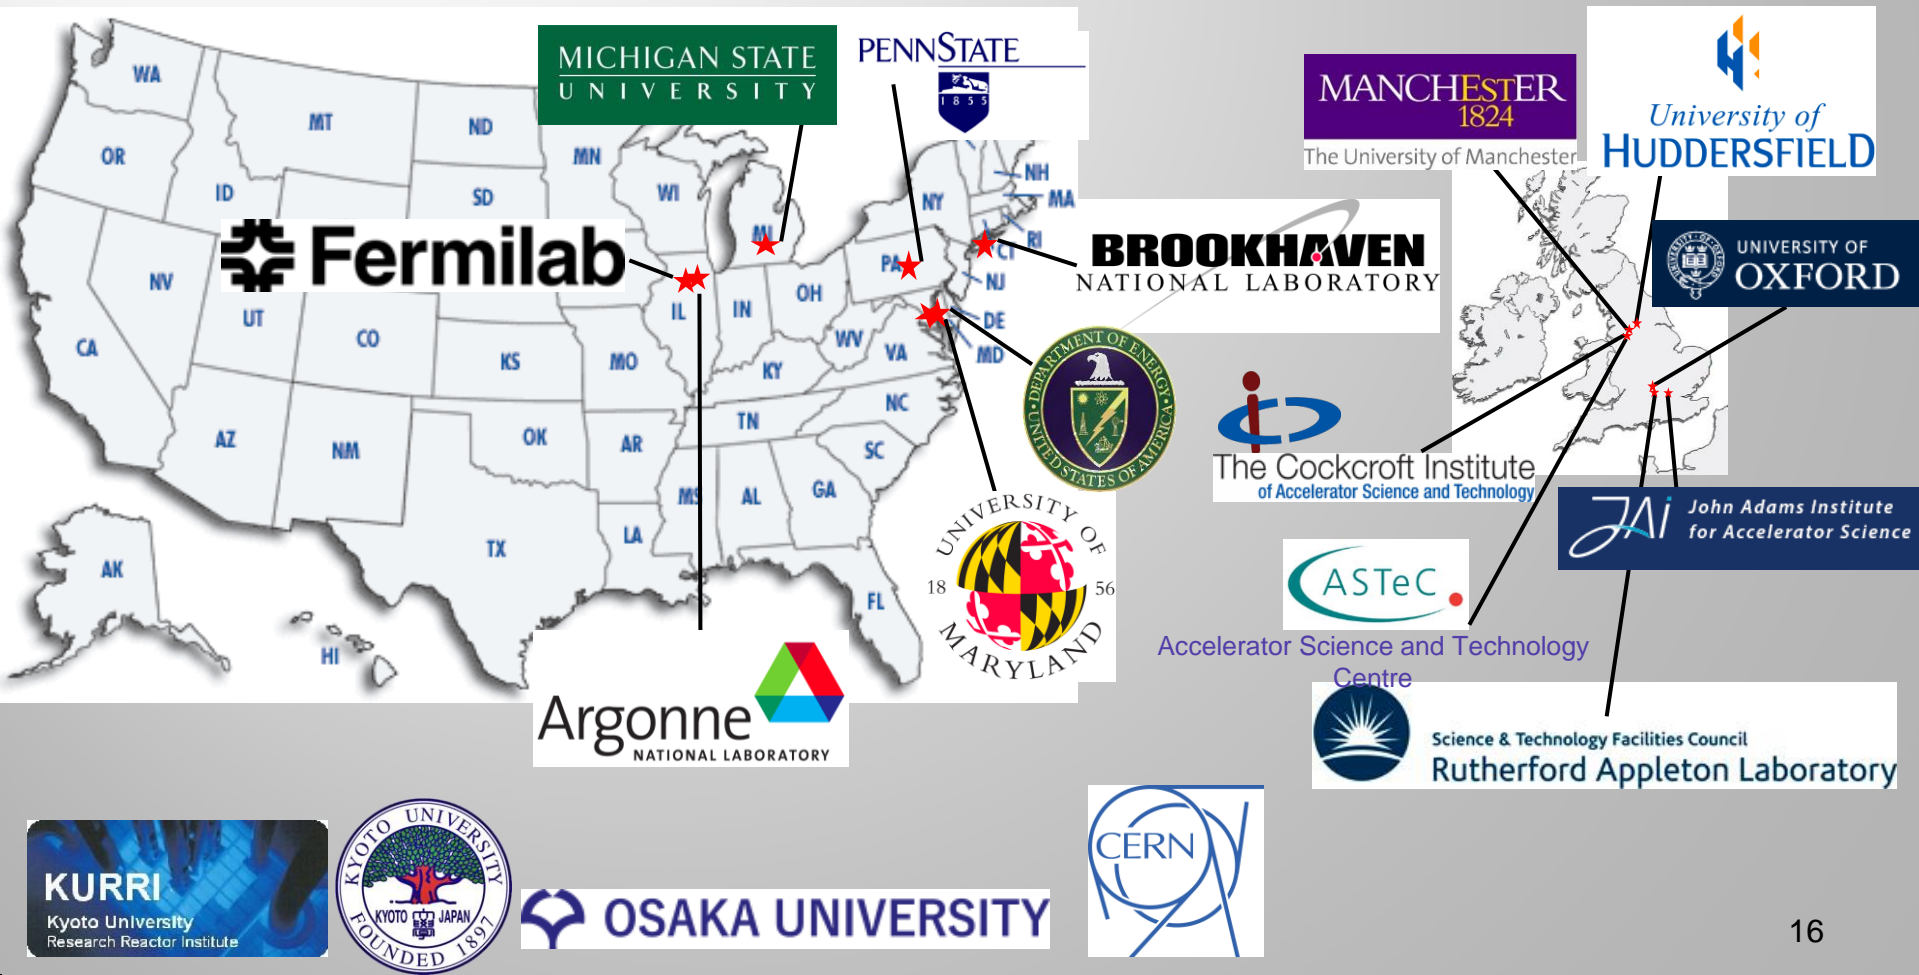 MICHIGAN STATE
UNIVERSITY
PENNSTATE
1855
MANCHESTER
1824
The University of Manchester
University of
HUDDERSFIELD
WA
MT
ND
MN
OR
ID
SD
WI
MI
NY
NH
MA
RI
CT
Fermilab
PA
BROOKHAVEN
NATIONAL LABORATORY
UNIVERSITY OF
OXFORD
NV
UT
CO
IL
IN
OH
NJ
DE
MD
WV
VA
CA
KS
MO
KY
DEPARTMENT OF ENERGY
UNITED STATES OF AMERICA
AZ
NM
OK
AR
TN
NC
SC
MS
AL
GA
The Cockcroft Institute
of Accelerator Science and Technology
TX
LA
FL
AK
HI
UNIVERSITY OF
18 56
MARYLAND
JAi John Adams Institute
for Accelerator Science
ASTeC
Accelerator Science and Technology
Centre
Argonne
NATIONAL LABORATORY
Science & Technology Facilities Council
Rutherford Appleton Laboratory
KURRI
Kyoto University
Research Reactor Institute
KYOTO UNIVERSITY
KYOTO JAPAN
FOUNDED 1897
OSAKA UNIVERSITY
CERN
16